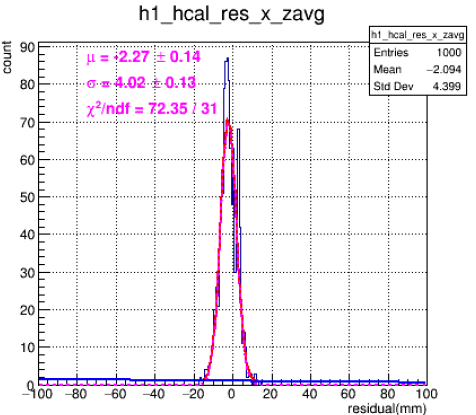 h1_hcal_res_x_zavg
h1_hcal_res_x_zavg
Entries 1000
Mean −2.094
Std Dev 4.399
count
μ = -2.27 ± 0.14
σ = 4.02 ± 0.13
χ²/ndf = 72.35 / 31
90
80
70
60
50
40
30
20
10
0
−100 −80 −60 −40 −20 0 20 40 60 80 100
residual(mm)